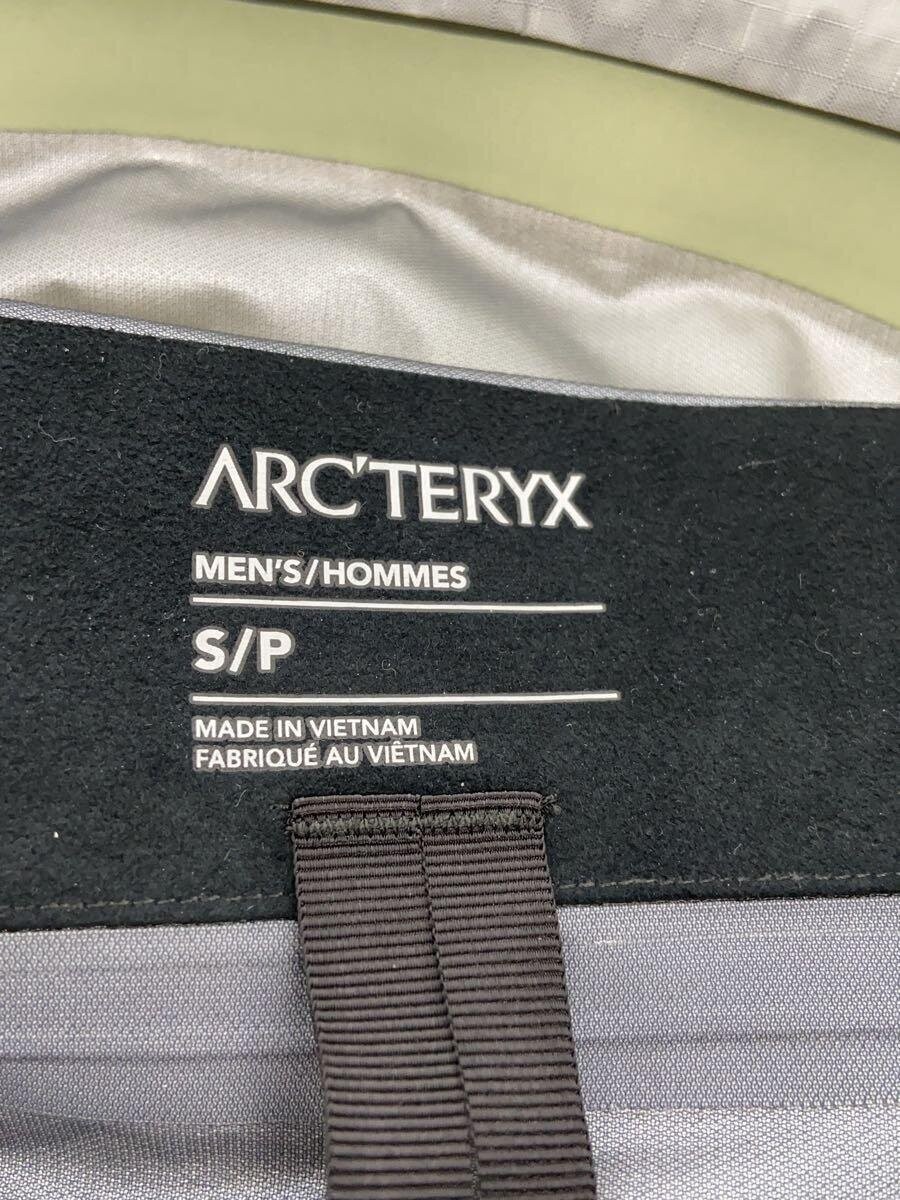 ARC'TERYX
MEN'S/HOMMES
S/P
MADE IN VIETNAM
FABRIQUÉ AU VIÊTNAM